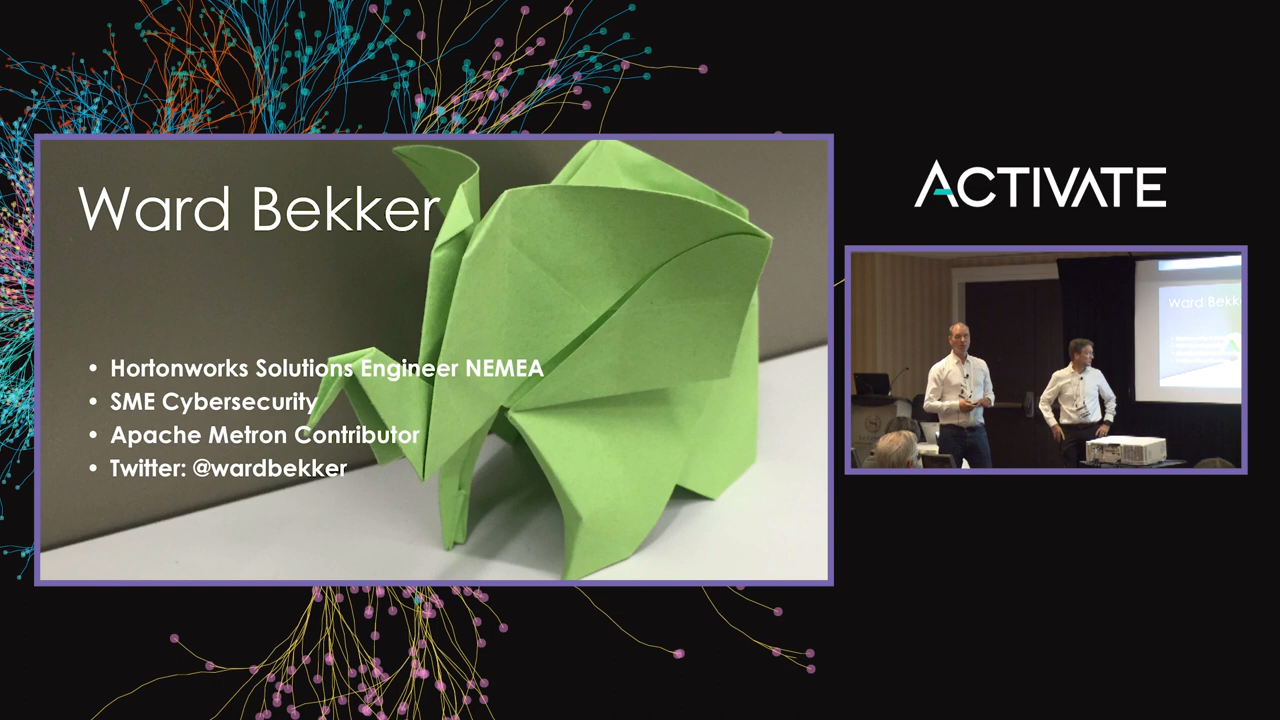 Ward Bekker
• Hortonworks Solutions Engineer NEMEA
• SME Cybersecurity
• Apache Metron Contributor
• Twitter: @wardbekker
ACTIVATE
Ward Bekk